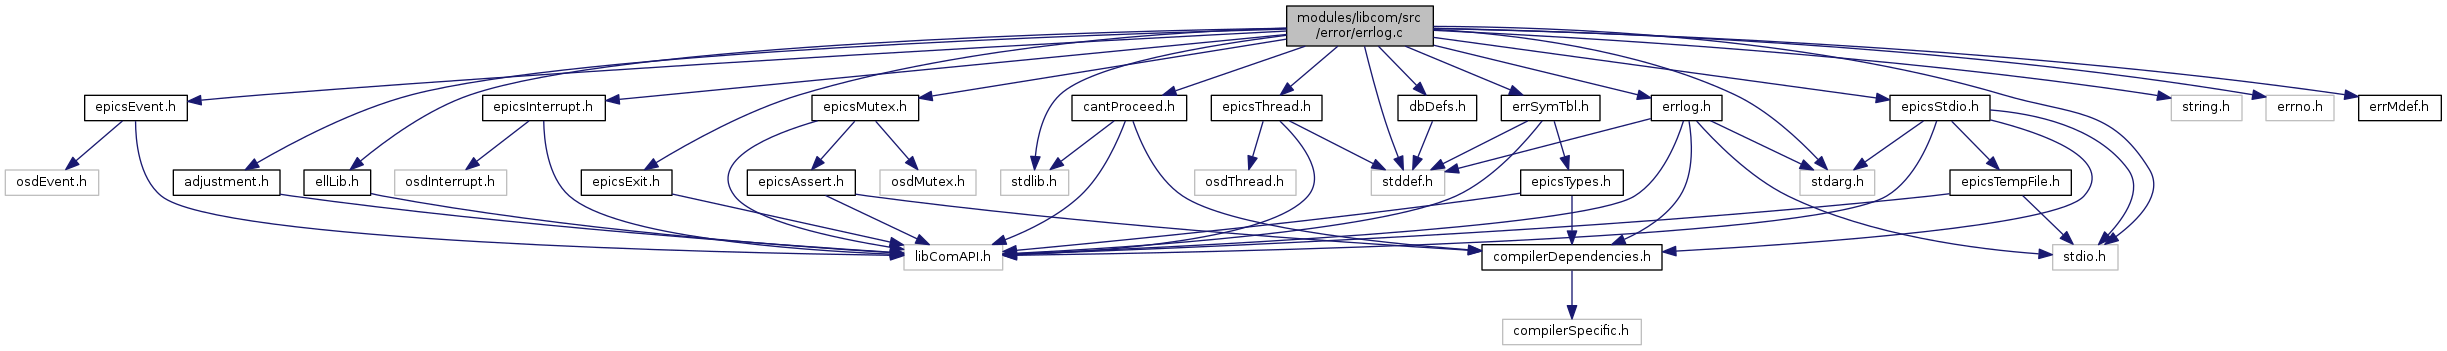 modules/libcom/src
/error/errlog.c
epicsEvent.h
epicsInterrupt.h
epicsMutex.h
cantProceed.h
epicsThread.h
dbDefs.h
errSymTbl.h
errlog.h
epicsStdio.h
string.h
errno.h
errMdef.h
osdEvent.h
adjustment.h
ellLib.h
osdInterrupt.h
epicsExit.h
epicsAssert.h
osdMutex.h
stdlib.h
osdThread.h
stddef.h
epicsTypes.h
stdarg.h
epicsTempFile.h
libComAPI.h
compilerDependencies.h
stdio.h
compilerSpecific.h